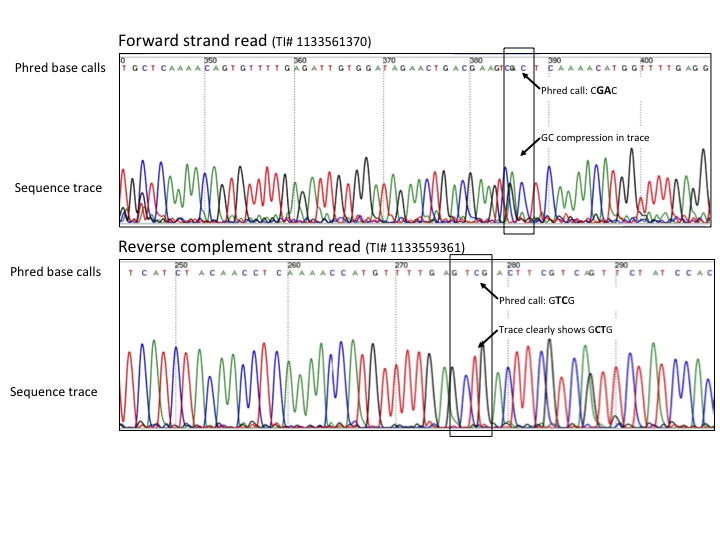 Forward strand read (TI# 1133561370)
Phred base calls
0 350 360 370 380 390 400
T G C T C A A A A C A G T G T T T T G A G A T T G T G G A T A G A A C T G A C G A A G T C G A C T C A A A A C A T G G T T T T G A G G
Phred call: CGAC
GC compression in trace
Sequence trace
Reverse complement strand read (TI# 1133559361)
Phred base calls
250 260 270 280 290
T C A T C T A C A A C C T C A A A A C C A T G T T T T G A G T C G A C T T C G T C A G T T C T A T C C A C
Phred call: GTCG
Trace clearly shows GCTG
Sequence trace